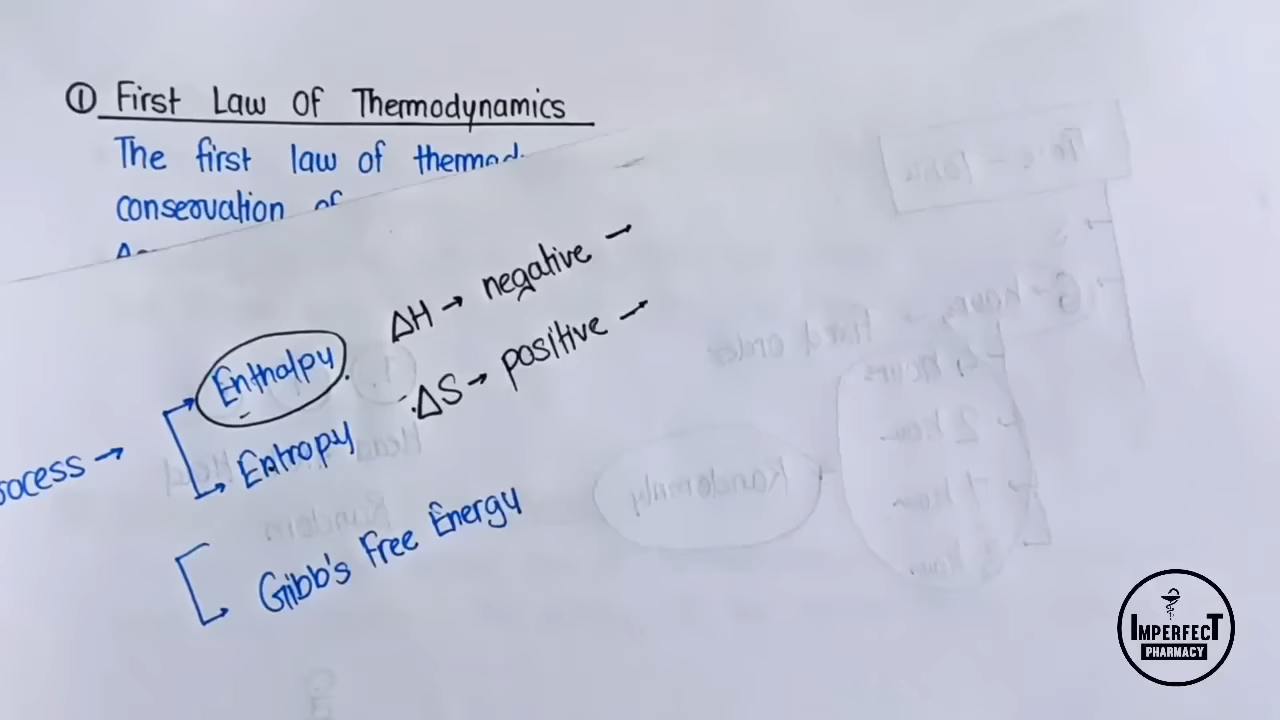 ① First Law Of Thermodynamics
The first law of thermod
conservation of
ΔH → negative →
Enthalpy
ΔS → positive →
ocess →
Entropy
Gibb's Free Energy
IMPERFECT
PHARMACY